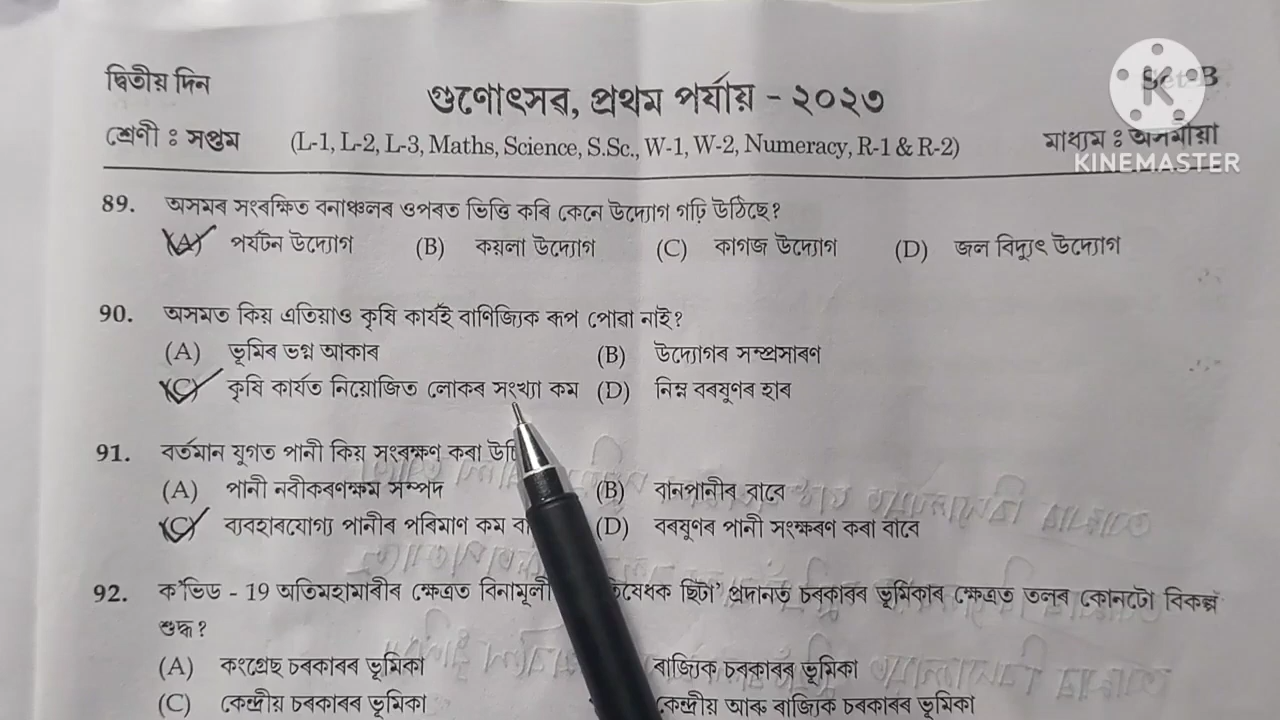 দ্বিতীয় দিন
গুণোৎসৱ, প্ৰথম পৰ্যায় - ২০২৩
শ্ৰেণী : সপ্তম (L-1, L-2, L-3, Maths, Science, S.Sc., W-1, W-2, Numeracy, R-1 & R-2) মাধ্যম : অসমীয়া
KINEMASTER
89. অসমৰ সংৰক্ষিত বনাঞ্চলৰ ওপৰত ভিত্তি কৰি কেনে উদ্যোগ গঢ়ি উঠিছে?
(A) পৰ্যটন উদ্যোগ (B) কয়লা উদ্যোগ (C) কাগজ উদ্যোগ (D) জল বিদ্যুৎ উদ্যোগ
90. অসমত কিয় এতিয়াও কৃষি কাৰ্যই বাণিজ্যিক ৰূপ পোৱা নাই?
(A) ভূমিৰ ভগ্ন আকাৰ (B) উদ্যোগৰ সম্প্ৰসাৰণ
(C) কৃষি কাৰ্যত নিয়োজিত লোকৰ সংখ্যা কম (D) নিম্ন বৰষুণৰ হাৰ
91. বৰ্তমান যুগত পানী কিয় সংৰক্ষণ কৰা
(A) পানী নবীকৰণক্ষম সম্পদ (B) বানপানীৰ বাবে
(C) ব্যৱহাৰযোগ্য পানীৰ পৰিমাণ কম (D) বৰষুণৰ পানী সংক্ষৰণ কৰা বাবে
92. ক'ভিড - 19 অতিমহামাৰীৰ ক্ষেত্ৰত ছিটা' প্ৰদানত চৰকাৰৰ ভূমিকাৰ ক্ষেত্ৰত তলৰ কোনটো বিকল্প
শুদ্ধ?
(A) কংগ্ৰেছ চৰকাৰৰ ভূমিকা ৰাজ্যিক চৰকাৰৰ ভূমিকা
(C) কেন্দ্ৰীয় চৰকাৰৰ ভূমিকা কেন্দ্ৰীয় আৰু ৰাজ্যিক চৰকাৰৰ ভূমিকা